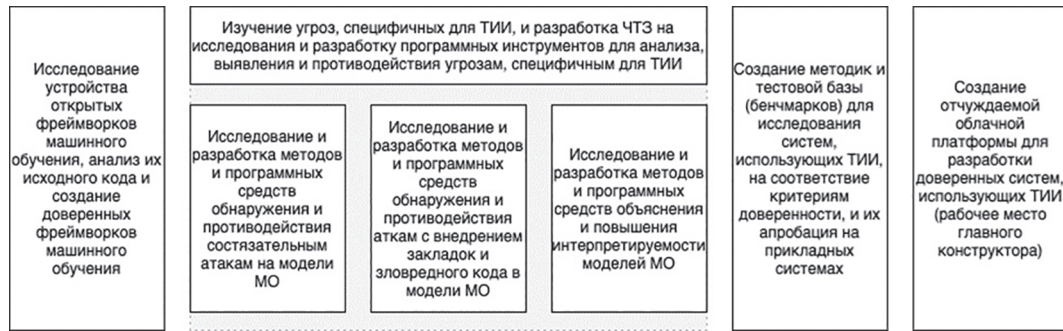 Исследование
устройства
открытых
фреймворков
машинного
обучения, анализ их
исходного кода и
создание
доверенных
фреймворков
машинного
обучения
Изучение угроз, специфичных для ТИИ, и разработка ЧТЗ на
исследования и разработку программных инструментов для анализа,
выявления и противодействия угрозам, специфичным для ТИИ
Исследование и
разработка методов
и программных
средств
обнаружения и
противодействия
состязательным
атакам на модели
МО
Исследование и
разработка методов
и программных
средств
обнаружения и
противодействия
аткам с внедрением
закладок и
зловредного кода в
модели МО
Исследование и
разработка методов
и программных
средств объяснения
и повышения
интерпретируемости
моделей МО
Создание методик и
тестовой базы
(бенчмарков) для
исследования
систем,
использующих ТИИ,
на соответствие
критериям
доверенности, и их
апробация на
прикладных
системах
Создание
отчуждаемой
облачной
платформы для
разработки
доверенных систем,
использующих ТИИ
(рабочее место
главного
конструктора)